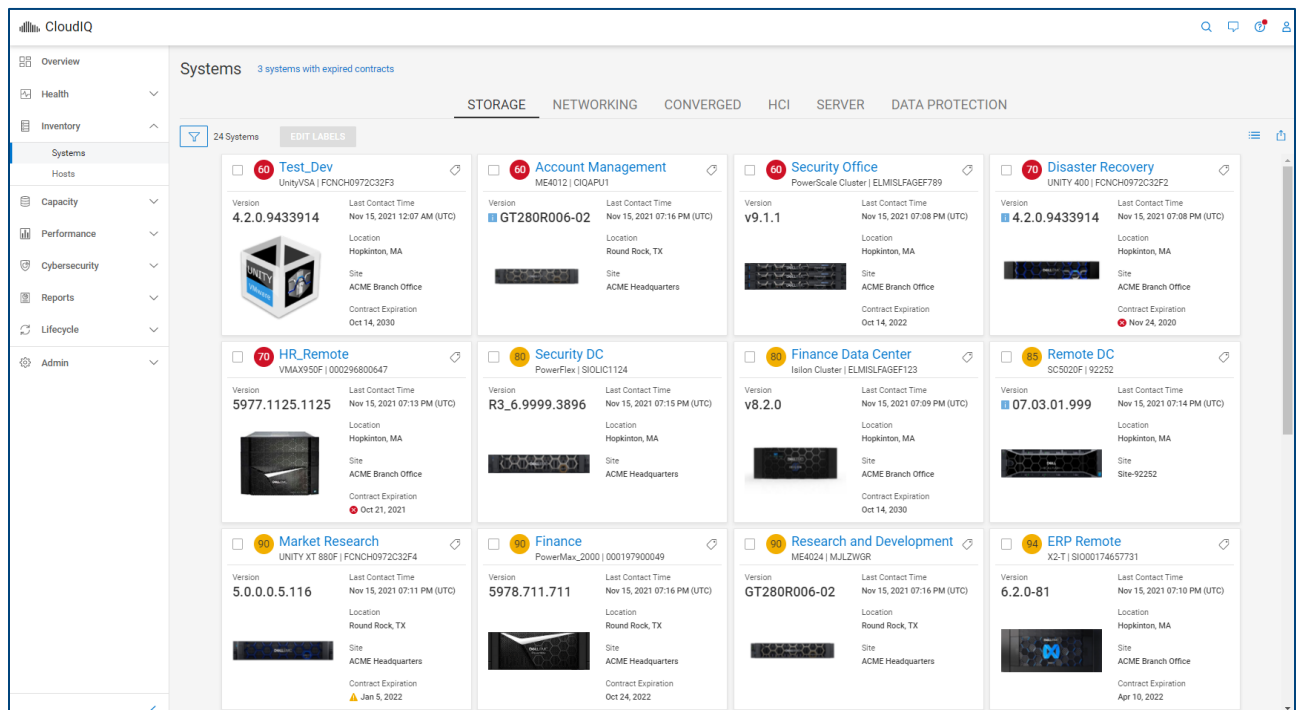 CloudIQ
Overview
Health
Inventory
Systems
Hosts
Capacity
Performance
Cybersecurity
Reports
Lifecycle
Admin
Systems 3 systems with expired contracts
STORAGE NETWORKING CONVERGED HCI SERVER DATA PROTECTION
24 Systems EDIT LABELS
60 Test_Dev
UnityVSA | FCNCH0972C32F3
Version
4.2.0.9433914
Last Contact Time
Nov 15, 2021 12:07 AM (UTC)
Location
Hopkinton, MA
Site
ACME Branch Office
Contract Expiration
Oct 14, 2030
UNITY
VMware
60 Account Management
ME4012 | CIQAPU1
Version
GT280R006-02
Last Contact Time
Nov 15, 2021 07:16 PM (UTC)
Location
Round Rock, TX
Site
ACME Headquarters
60 Security Office
PowerScale Cluster | ELMISLFAGEF789
Version
v9.1.1
Last Contact Time
Nov 15, 2021 07:08 PM (UTC)
Location
Hopkinton, MA
Site
ACME Branch Office
Contract Expiration
Oct 14, 2022
70 Disaster Recovery
UNITY 400 | FCNCH0972C32F2
Version
4.2.0.9433914
Last Contact Time
Nov 15, 2021 07:08 PM (UTC)
Location
Hopkinton, MA
Site
ACME Branch Office
Contract Expiration
Nov 24, 2020
70 HR_Remote
VMAX950F | 000296800647
Version
5977.1125.1125
Last Contact Time
Nov 15, 2021 07:13 PM (UTC)
Location
Hopkinton, MA
Site
ACME Branch Office
Contract Expiration
Oct 21, 2021
80 Security DC
PowerFlex | SIOLIC1124
Version
R3_6.9999.3896
Last Contact Time
Nov 15, 2021 07:15 PM (UTC)
Location
Hopkinton, MA
Site
ACME Headquarters
80 Finance Data Center
Isilon Cluster | ELMISLFAGEF123
Version
v8.2.0
Last Contact Time
Nov 15, 2021 07:09 PM (UTC)
Location
Hopkinton, MA
Site
ACME Branch Office
Contract Expiration
Oct 14, 2030
85 Remote DC
SC5020F | 92252
Version
07.03.01.999
Last Contact Time
Nov 15, 2021 07:14 PM (UTC)
Location
Hopkinton, MA
Site
Site-92252
90 Market Research
UNITY XT 880F | FCNCH0972C32F4
Version
5.0.0.0.5.116
Last Contact Time
Nov 15, 2021 07:11 PM (UTC)
Location
Round Rock, TX
Site
ACME Headquarters
Contract Expiration
Jan 5, 2022
90 Finance
PowerMax_2000 | 000197900049
Version
5978.711.711
Last Contact Time
Nov 15, 2021 07:16 PM (UTC)
Location
Round Rock, TX
Site
ACME Headquarters
Contract Expiration
Oct 24, 2022
90 Research and Development
ME4024 | MJLZWGR
Version
GT280R006-02
Last Contact Time
Nov 15, 2021 07:16 PM (UTC)
Location
Round Rock, TX
Site
ACME Headquarters
94 ERP Remote
X2-T | SIO00174657731
Version
6.2.0-81
Last Contact Time
Nov 15, 2021 07:10 PM (UTC)
Location
Hopkinton, MA
Site
ACME Branch Office
Contract Expiration
Apr 10, 2022